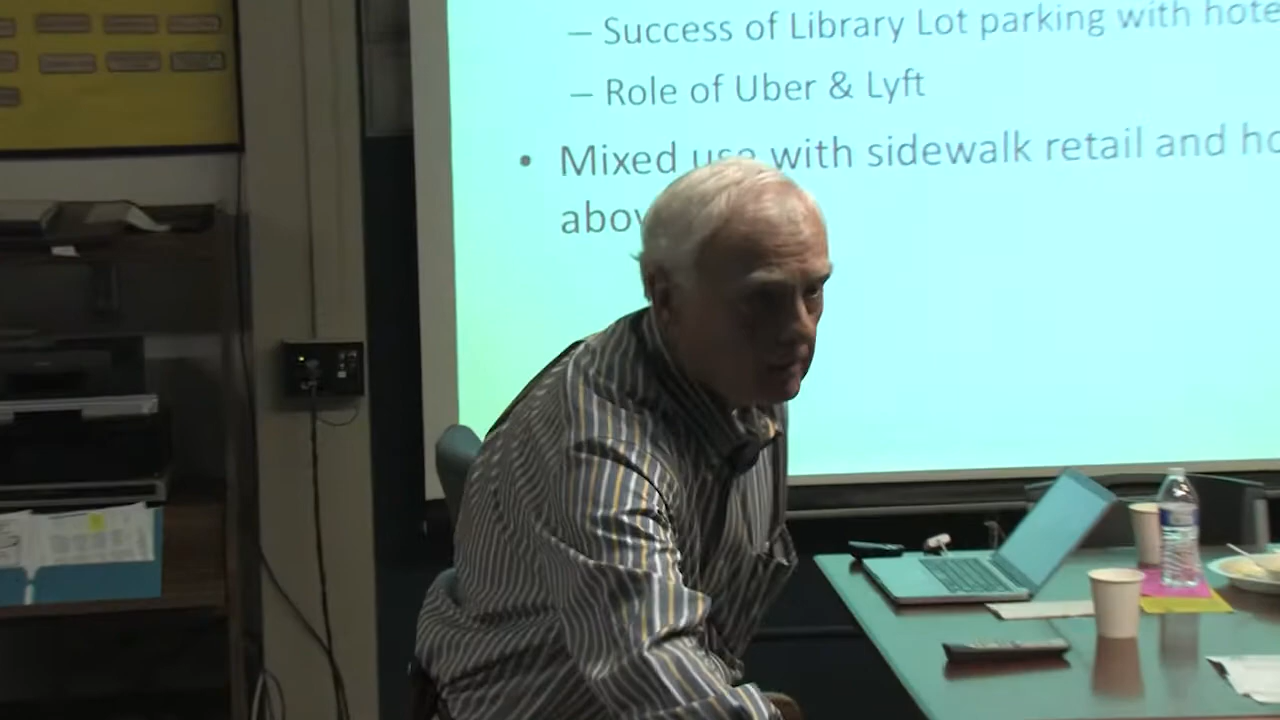 – Success of Library Lot parking with hote
– Role of Uber & Lyft
• Mixed use with sidewalk retail and ho
abov